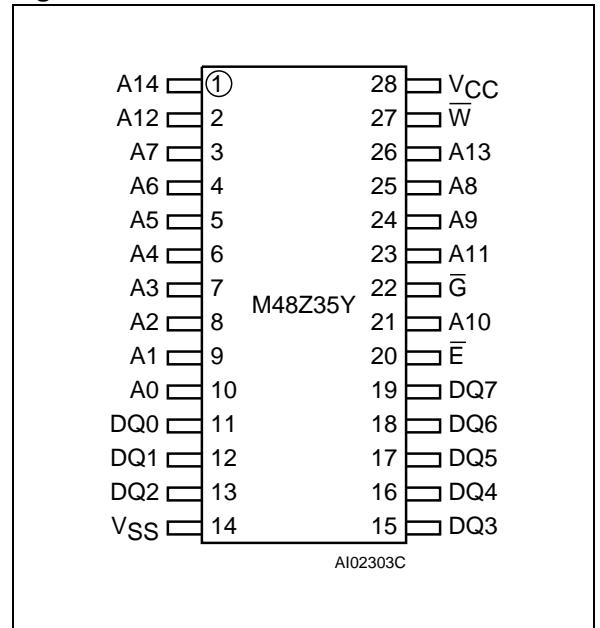 A14 1 28 VCC
A12 2 27 W̅
A7 3 26 A13
A6 4 25 A8
A5 5 24 A9
A4 6 23 A11
A3 7 22 G̅
M48Z35Y
A2 8 21 A10
A1 9 20 E̅
A0 10 19 DQ7
DQ0 11 18 DQ6
DQ1 12 17 DQ5
DQ2 13 16 DQ4
VSS 14 15 DQ3
AI02303C